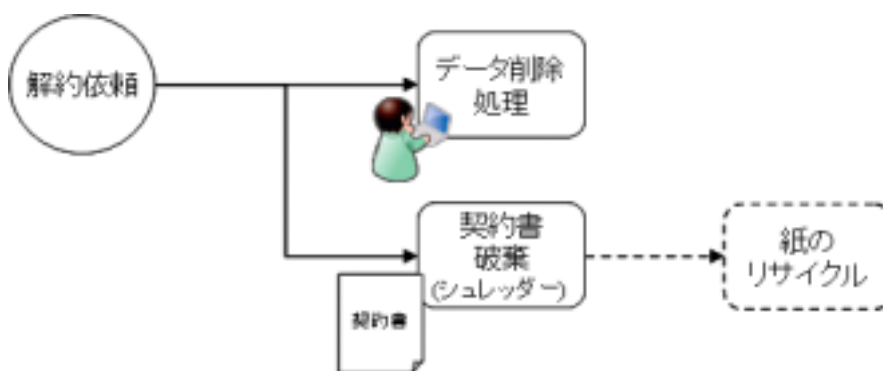 解約依頼
データ削除
処理
契約書
破棄
(シュレッダー)
契約書
紙の
リサイクル